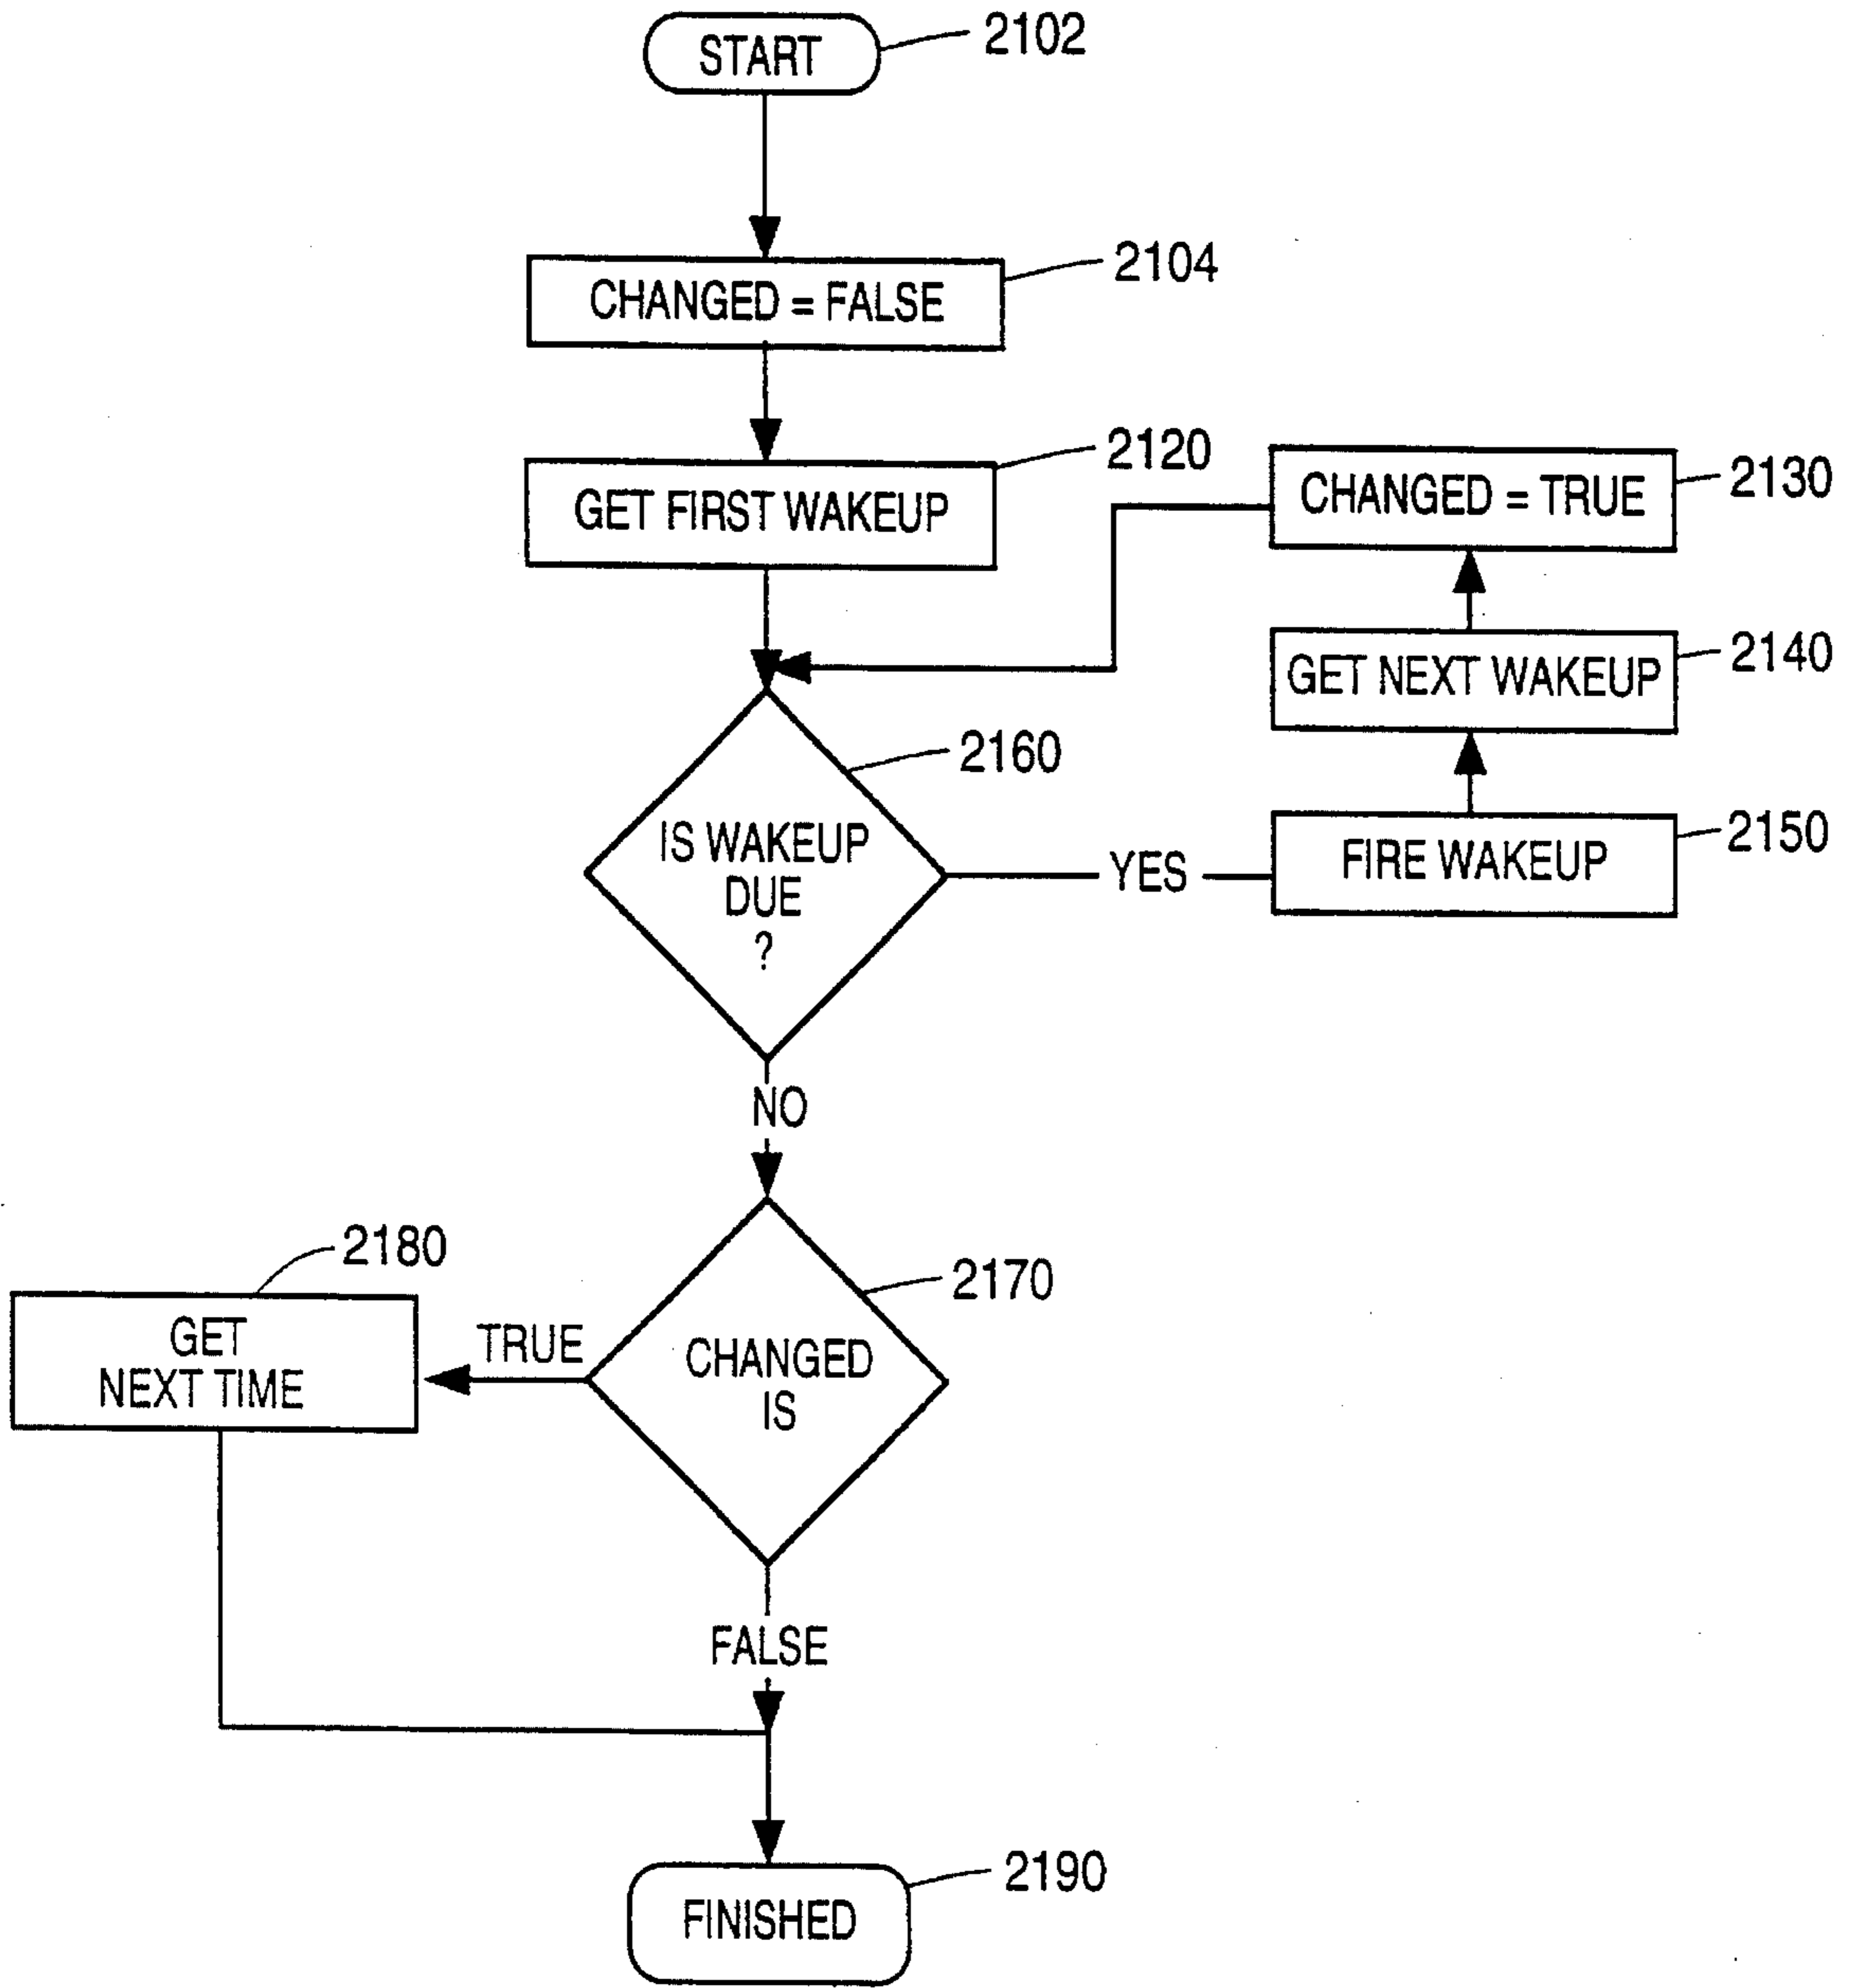 START
2102
CHANGED = FALSE
2104
GET FIRST WAKEUP
2120
CHANGED = TRUE
2130
GET NEXT WAKEUP
2140
FIRE WAKEUP
2150
2160
IS WAKEUP
DUE
?
YES
NO
2170
CHANGED
IS
TRUE
2180
GET
NEXT TIME
FALSE
2190
FINISHED